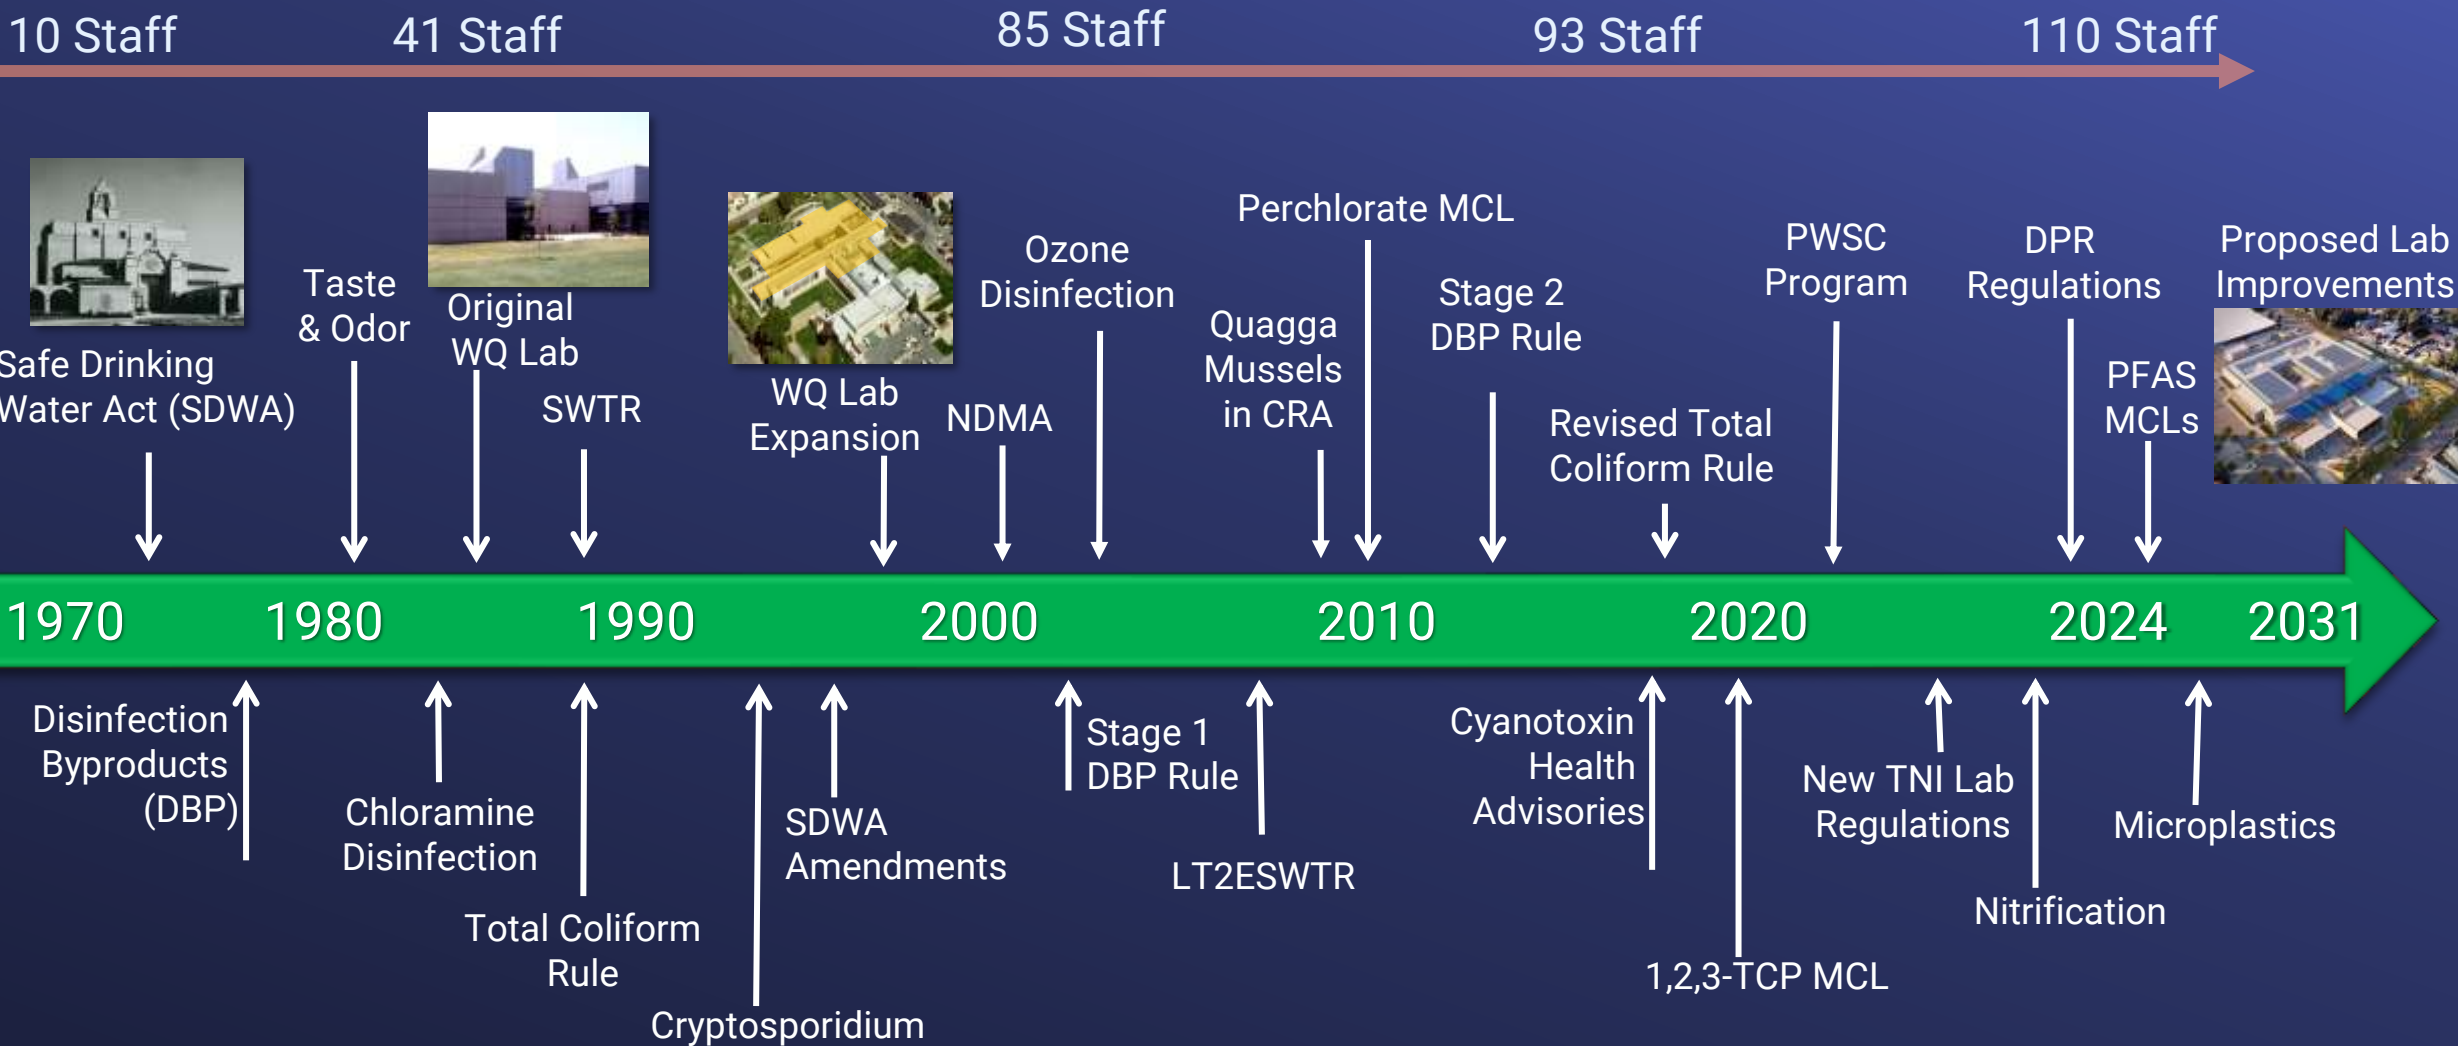 10 Staff
41 Staff
85 Staff
93 Staff
110 Staff
Safe Drinking
Water Act (SDWA)
Taste
& Odor
Original
WQ Lab
SWTR
WQ Lab
Expansion
NDMA
Ozone
Disinfection
Quagga
Mussels
in CRA
Perchlorate MCL
Stage 2
DBP Rule
Revised Total
Coliform Rule
PWSC
Program
DPR
Regulations
PFAS
MCLs
Proposed Lab
Improvements
1970
1980
1990
2000
2010
2020
2024
2031
Disinfection
Byproducts
(DBP)
Chloramine
Disinfection
Total Coliform
Rule
Cryptosporidium
SDWA
Amendments
Stage 1
DBP Rule
LT2ESWTR
Cyanotoxin
Health
Advisories
1,2,3-TCP MCL
New TNI Lab
Regulations
Nitrification
Microplastics